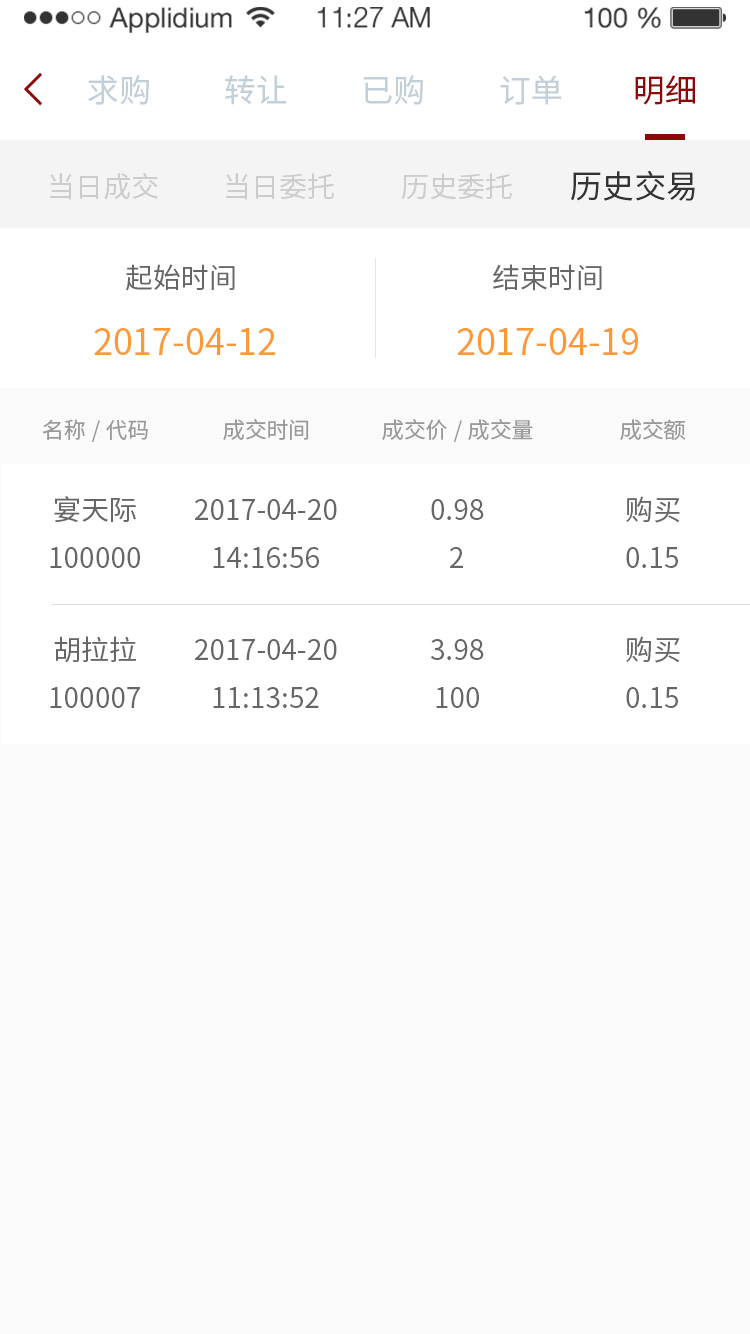 Applidium 11:27 AM 100 %
求购 转让 已购 订单 明细
当日成交 当日委托 历史委托 历史交易
起始时间 结束时间
2017-04-12 2017-04-19
名称 / 代码 成交时间 成交价 / 成交量 成交额
宴天际 2017-04-20 0.98 购买
100000 14:16:56 2 0.15
胡拉拉 2017-04-20 3.98 购买
100007 11:13:52 100 0.15